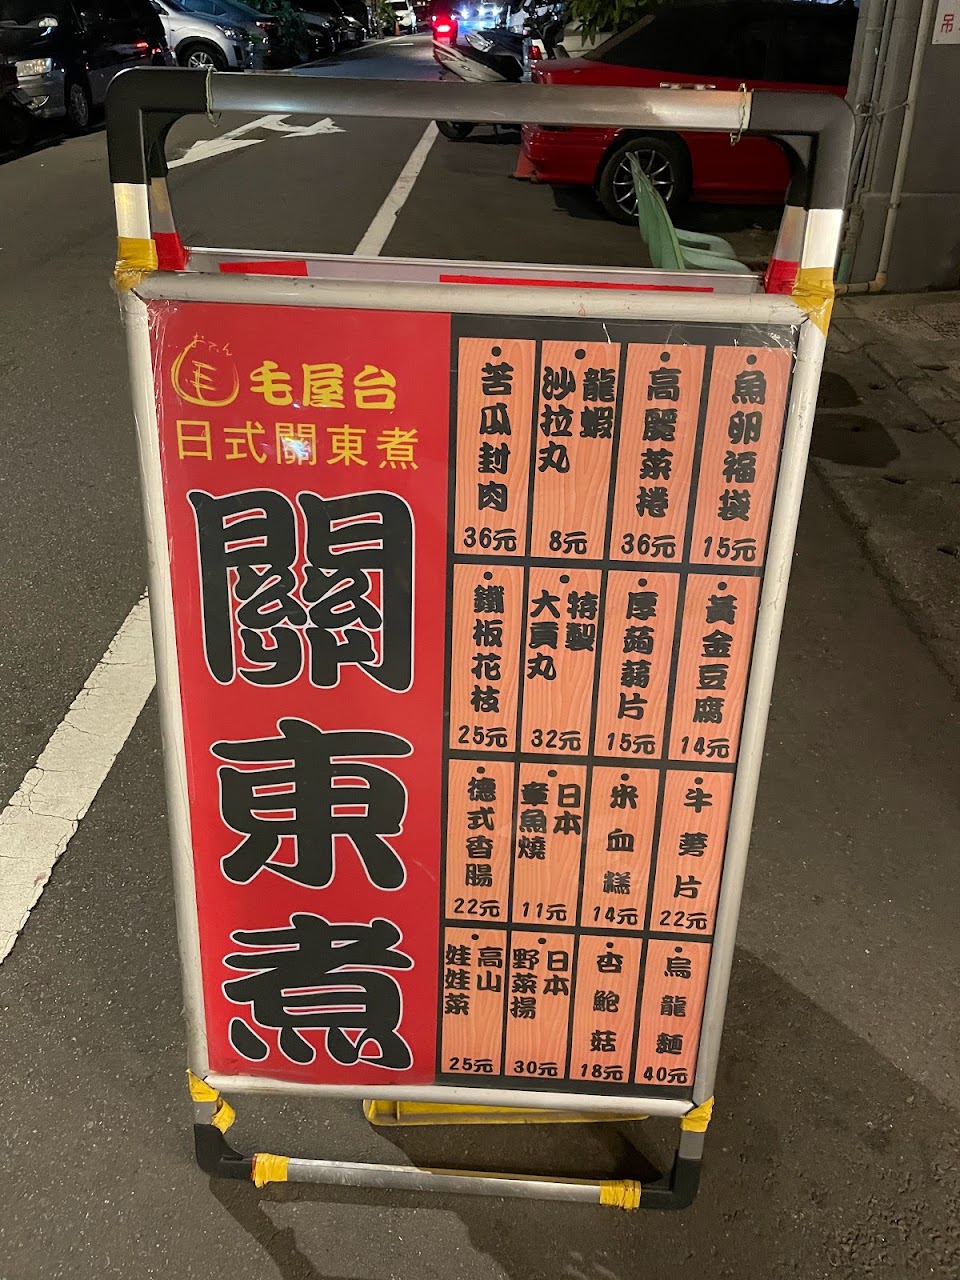 おでん
毛
毛屋台
日式關東煮
關東煮
苦瓜封肉
36元
龍蝦
沙拉丸
8元
高麗菜捲
36元
魚卵福袋
15元
鐵板花枝
25元
特製
大貢丸
32元
厚蒟蒻片
15元
黃金豆腐
14元
德式香腸
22元
日本
章魚燒
11元
米血糕
14元
牛蒡片
22元
高山
娃娃菜
25元
日本
野菜揚
30元
杏鮑菇
18元
烏龍麵
40元
吊